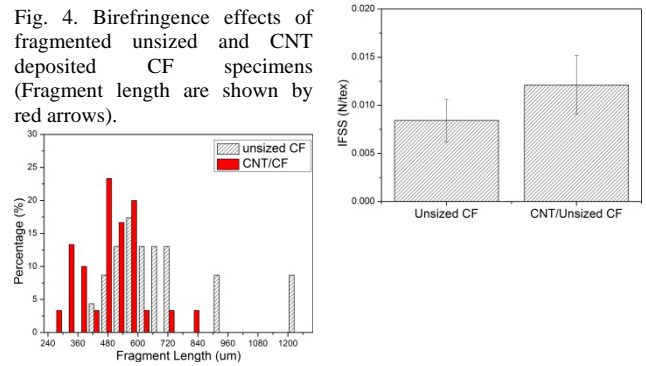 Fig. 4. Birefringence effects of
fragmented unsized and CNT
deposited CF specimens
(Fragment length are shown by
red arrows).
30
25
20
15
10
5
0
Percentage (%)
unsized CF
CNT/CF
240 360 480 600 720 840 960 1080 1200
Fragment Length (um)
0.020
0.015
0.010
0.005
0.000
IFSS (N/tex)
Unsized CF CNT/Unsized CF